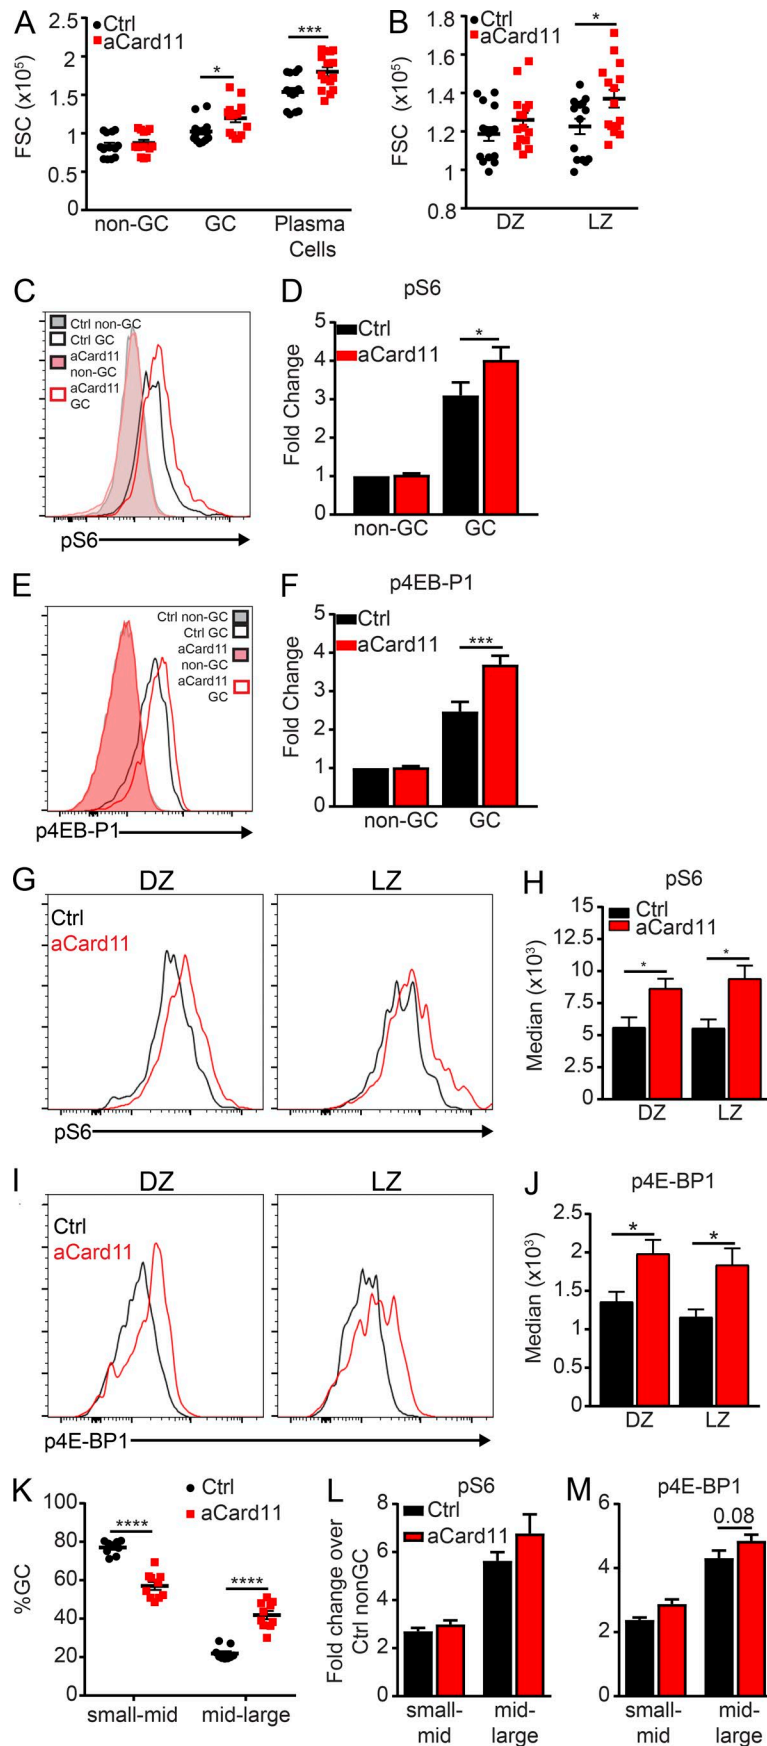 A
Ctrl
aCard11
FSC (x10⁵)
2.5
2
1.5
1
0.5
0
*
***
non-GC
GC
Plasma
Cells
B
Ctrl
aCard11
FSC (x10⁵)
2
1.8
1.6
1.4
1.2
1
0.8
*
DZ
LZ
C
Ctrl non-GC
Ctrl GC
aCard11
non-GC
aCard11
GC
pS6
D
pS6
Ctrl
aCard11
Fold Change
5
4
3
2
1
0
*
non-GC
GC
E
Ctrl non-GC
Ctrl GC
aCard11
non-GC
aCard11
GC
p4EB-P1
F
p4EB-P1
Ctrl
aCard11
Fold Change
5
4
3
2
1
0
***
non-GC
GC
G
DZ
LZ
Ctrl
aCard11
pS6
H
pS6
Ctrl
aCard11
Median (x10³)
15
12.5
10
7.5
5
2.5
0
*
*
DZ
LZ
I
DZ
LZ
Ctrl
aCard11
p4E-BP1
J
p4E-BP1
Median (x10³)
2.5
2
1.5
1
0.5
0
*
*
DZ
LZ
K
Ctrl
aCard11
%GC
100
80
60
40
20
0
****
****
small-mid
mid-large
L
pS6
Ctrl
aCard11
Fold change over
Ctrl nonGC
8
6
4
2
0
small-
mid
mid-
large
M
p4E-BP1
6
4
2
0
0.08
small-
mid
mid-
large